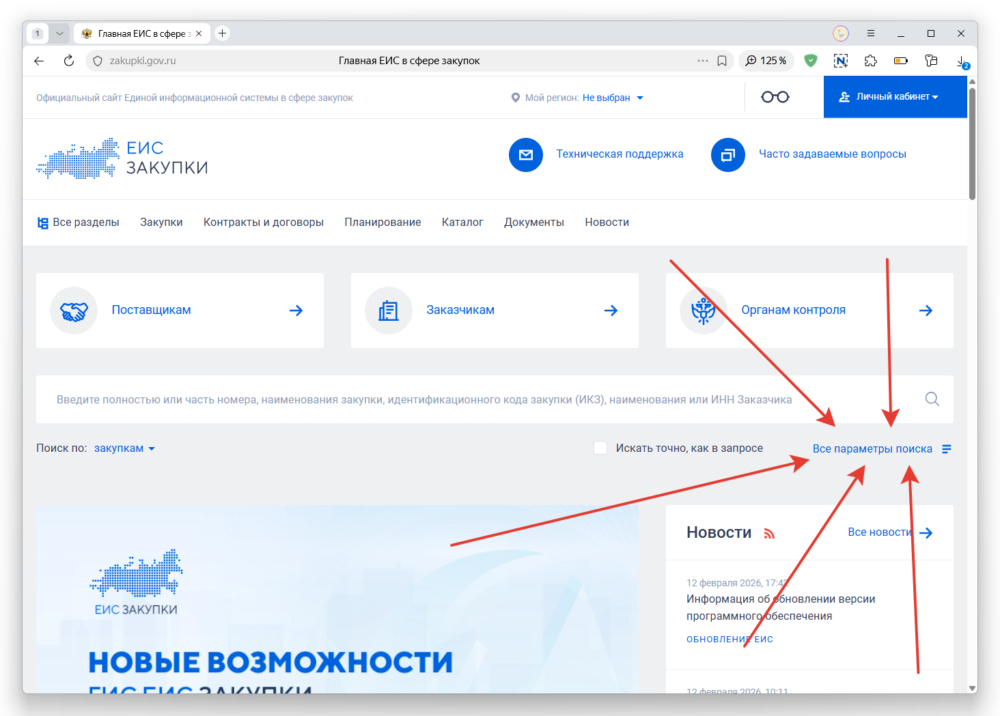 1
Главная ЕИС в сфере з
zakupki.gov.ru
Главная ЕИС в сфере закупок
125 %
2
Официальный сайт Единой информационной системы в сфере закупок
Мой регион: Не выбран
Личный кабинет
ЕИС
ЗАКУПКИ
Техническая поддержка
Часто задаваемые вопросы
Все разделы
Закупки
Контракты и договоры
Планирование
Каталог
Документы
Новости
Поставщикам
Заказчикам
Органам контроля
Введите полностью или часть номера, наименования закупки, идентификационного кода закупки (ИКЗ), наименования или ИНН Заказчика
Поиск по: закупкам
Искать точно, как в запросе
Все параметры поиска
ЕИС ЗАКУПКИ
НОВЫЕ ВОЗМОЖНОСТИ
ГИС ЕИС ЗАКУПКИ
Новости
Все новости
12 февраля 2026, 17:42
Информация об обновлении версии
программного обеспечения
ОБНОВЛЕНИЕ ЕИС
12 февраля 2026, 10:11